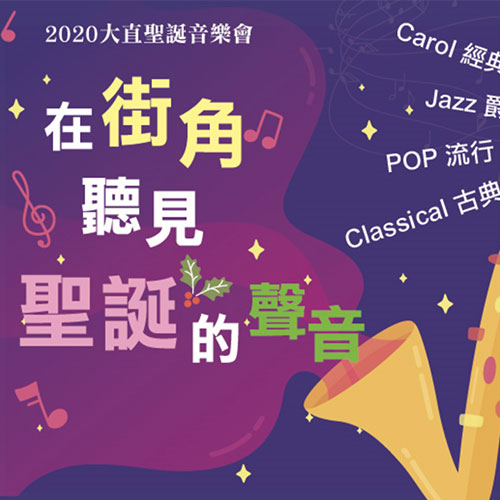 2020大直聖誕音樂會
在街角
聽見
聖誕
的聲音
Carol 經典
Jazz 爵
POP 流行
Classical 古典